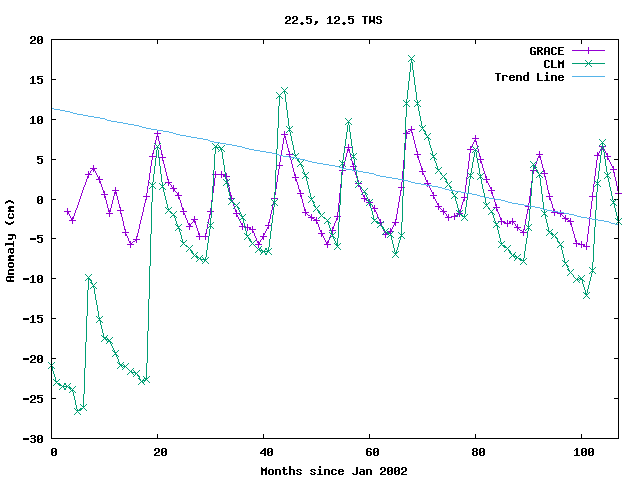 22.5, 12.5 TWS
GRACE
CLM
Trend Line
20
15
10
5
0
-5
-10
-15
-20
-25
-30
Anomaly (cm)
0 20 40 60 80 100
Months since Jan 2002